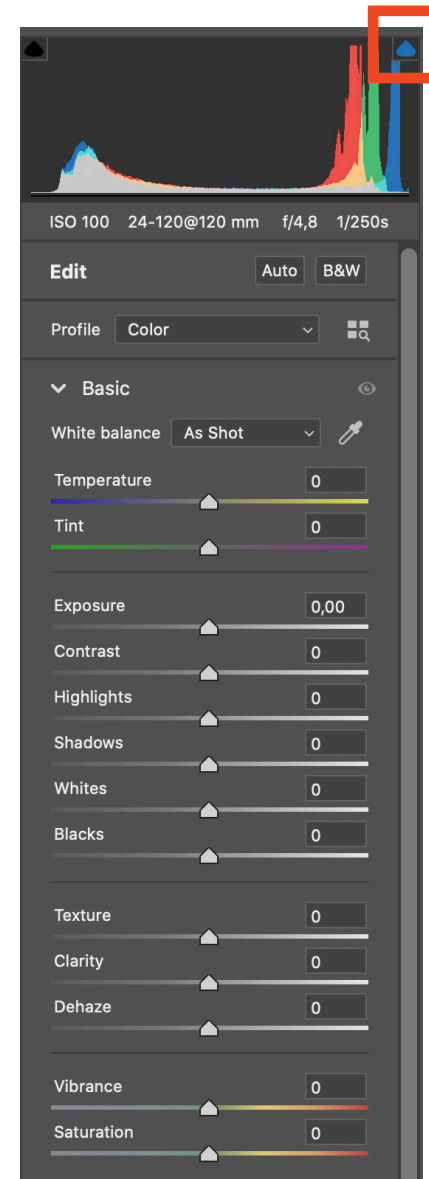 ISO 100 24-120@120 mm f/4,8 1/250s
Edit Auto B&W
Profile Color
Basic
White balance As Shot
Temperature 0
Tint 0
Exposure 0,00
Contrast 0
Highlights 0
Shadows 0
Whites 0
Blacks 0
Texture 0
Clarity 0
Dehaze 0
Vibrance 0
Saturation 0